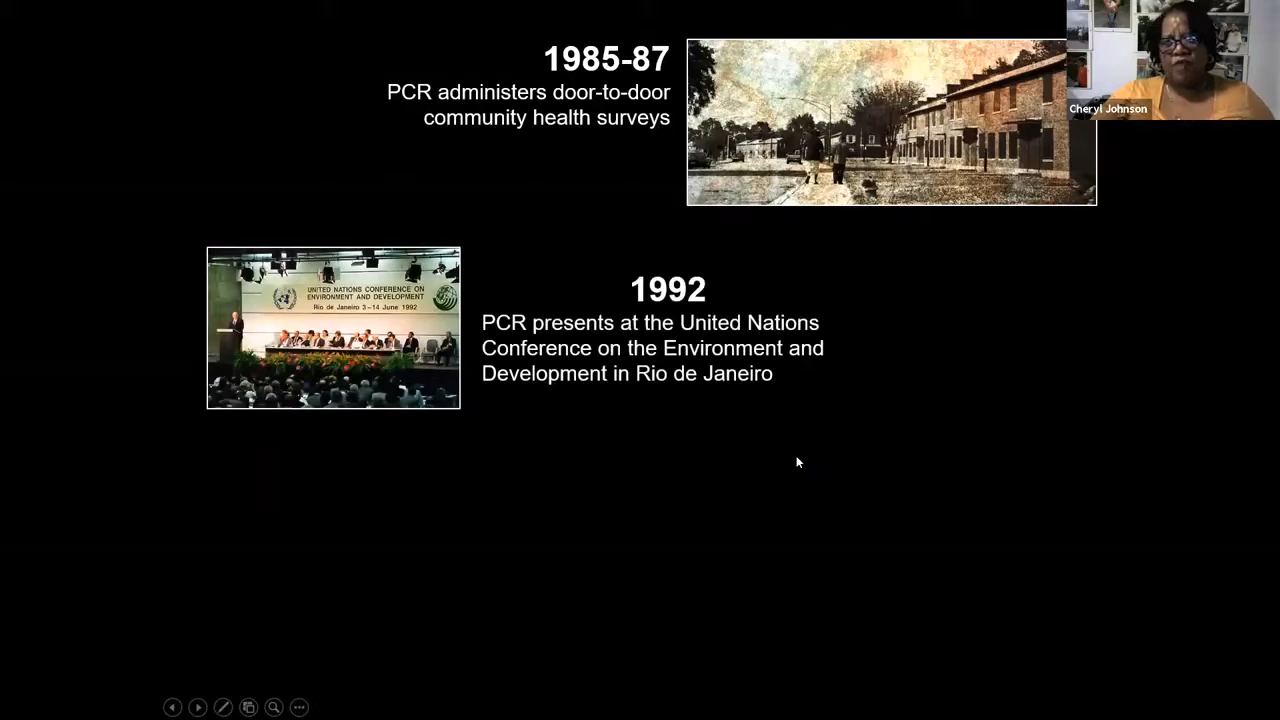 1985-87
PCR administers door-to-door
community health surveys
Cheryl Johnson
UNITED NATIONS CONFERENCE ON
ENVIRONMENT AND DEVELOPMENT
Rio de Janeiro 3-14 June 1992
1992
PCR presents at the United Nations
Conference on the Environment and
Development in Rio de Janeiro